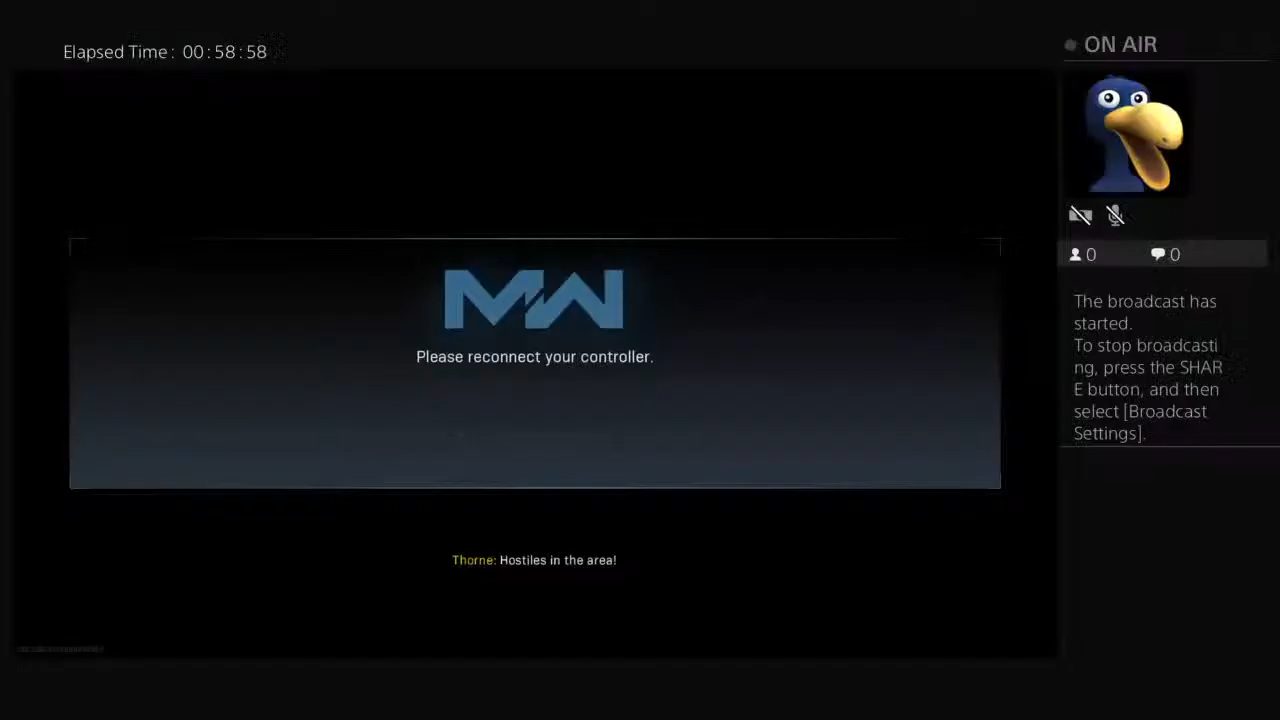 Elapsed Time: 00:58:58
ON AIR
MW
Please reconnect your controller.
Thorne: Hostiles in the area!
0
0
The broadcast has
started.
To stop broadcasti
ng, press the SHAR
E button, and then
select [Broadcast
Settings].